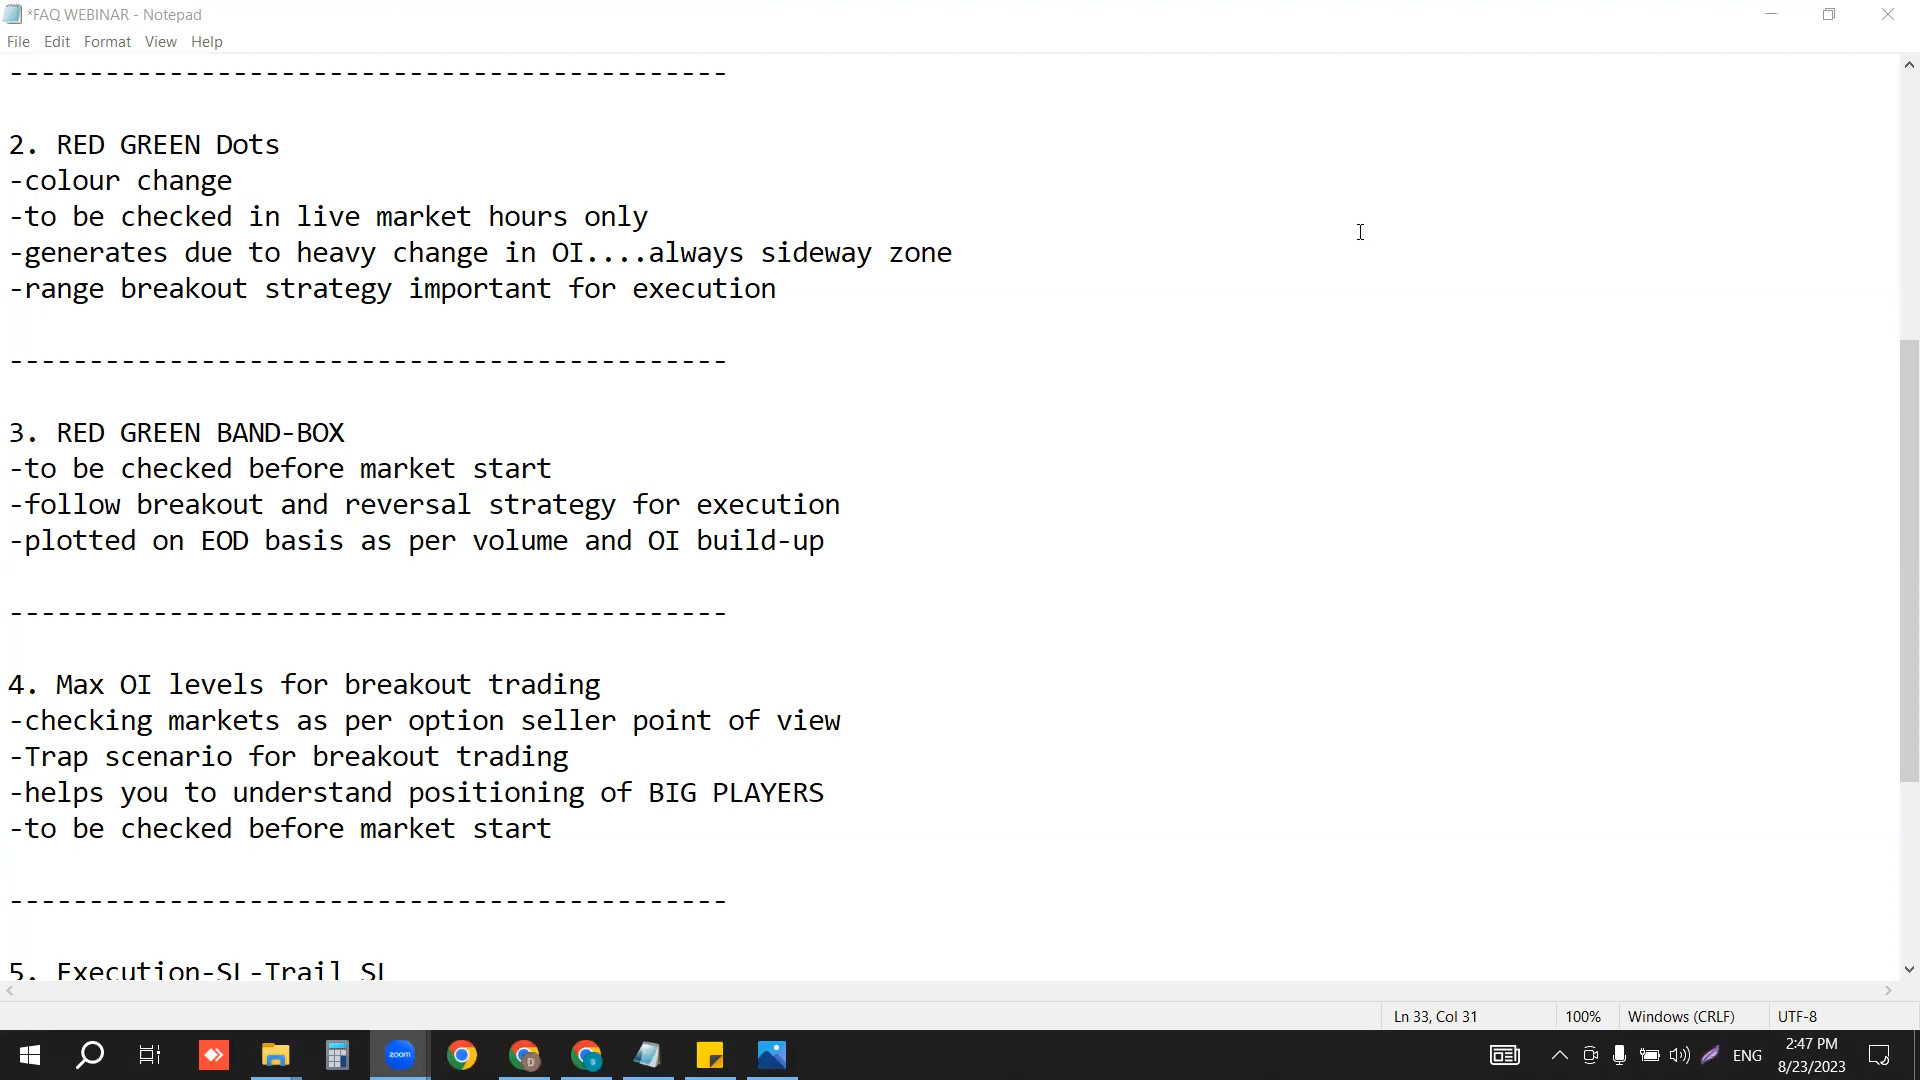 *FAQ WEBINAR - Notepad
File Edit Format View Help
---------------------------------------------
2. RED GREEN Dots
-colour change
-to be checked in live market hours only
-generates due to heavy change in OI....always sideway zone
-range breakout strategy important for execution
---------------------------------------------
3. RED GREEN BAND-BOX
-to be checked before market start
-follow breakout and reversal strategy for execution
-plotted on EOD basis as per volume and OI build-up
---------------------------------------------
4. Max OI levels for breakout trading
-checking markets as per option seller point of view
-Trap scenario for breakout trading
-helps you to understand positioning of BIG PLAYERS
-to be checked before market start
---------------------------------------------
5. Execution-SL-Trail SL
Ln 33, Col 31 100% Windows (CRLF) UTF-8
zoom D S ENG 2:47 PM
8/23/2023